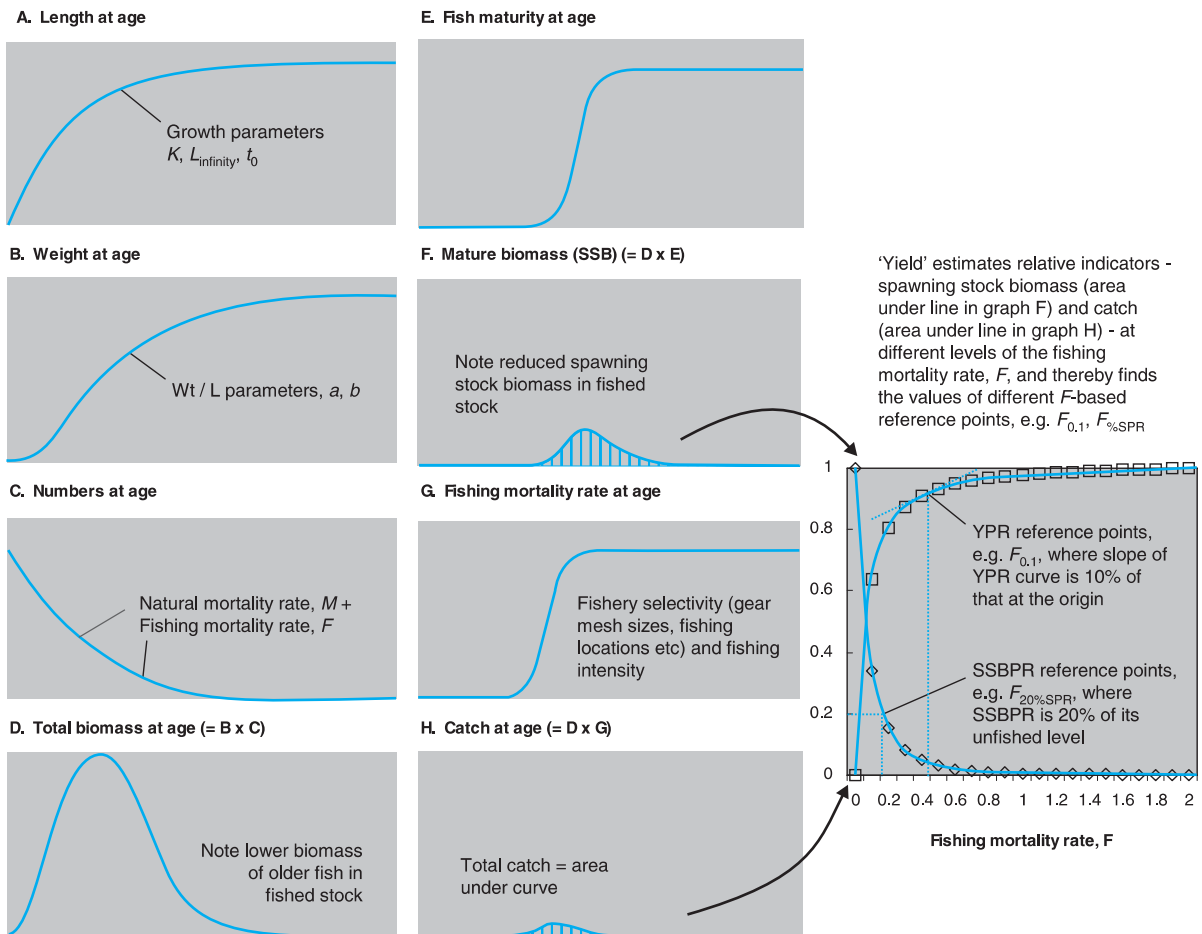 A. Length at age
Growth parameters
K, Linfinity, t0
B. Weight at age
Wt / L parameters, a, b
C. Numbers at age
Natural mortality rate, M +
Fishing mortality rate, F
D. Total biomass at age (= B x C)
Note lower biomass
of older fish in
fished stock
E. Fish maturity at age
F. Mature biomass (SSB) (= D x E)
Note reduced spawning
stock biomass in fished
stock
G. Fishing mortality rate at age
Fishery selectivity (gear
mesh sizes, fishing
locations etc) and fishing
intensity
H. Catch at age (= D x G)
Total catch = area
under curve
‘Yield’ estimates relative indicators -
spawning stock biomass (area
under line in graph F) and catch
(area under line in graph H) - at
different levels of the fishing
mortality rate, F, and thereby finds
the values of different F-based
reference points, e.g. F0.1, F%SPR
1
0.8
0.6
0.4
0.2
0
YPR reference points,
e.g. F0.1, where slope of
YPR curve is 10% of
that at the origin
SSBPR reference points,
e.g. F20%SPR, where
SSBPR is 20% of its
unfished level
0 0.2 0.4 0.6 0.8 1 1.2 1.4 1.6 1.8 2
Fishing mortality rate, F